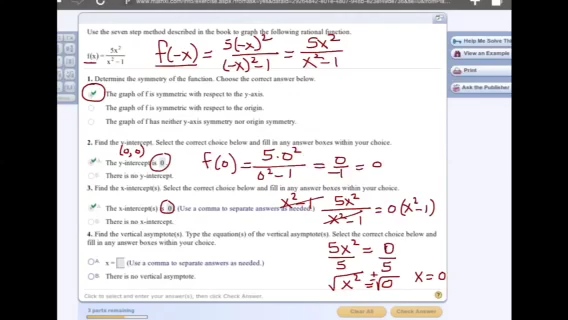 Use the seven step method described in the book to graph the following rational function.
f(x) = 5x² / x² − 1
f(-x) = 5(-x)² / (-x)² - 1 = 5x² / x² - 1
1. Determine the symmetry of the function. Choose the correct answer below.
The graph of f is symmetric with respect to the y-axis.
The graph of f is symmetric with respect to the origin.
The graph of f has neither y-axis symmetry nor origin symmetry.
2. Find the y-intercept. Select the correct choice below and fill in any answer boxes within your choice.
(0, 0)
The y-intercept is 0
f(0) = 5·0² / 0² - 1 = 0 / -1 = 0
There is no y-intercept.
3. Find the x-intercept(s). Select the correct choice below and fill in any answer boxes within your choice.
The x-intercept(s) is 0 (Use a comma to separate answers as needed.)
x² - 1 5x² / x² - 1 = 0 (x² - 1)
There is no x-intercept.
4. Find the vertical asymptote(s). Type the equation(s) of the vertical asymptote(s). Select the correct choice below and fill in any answer boxes within your choice.
5x² / 5 = 0 / 5
A x = (Use a comma to separate answers as needed.)
√x² = ± √0 x = 0
B There is no vertical asymptote.
Click to select and enter your answer(s), then click Check Answer.
3 parts remaining
Clear All
Check Answer
Help Me Solve This
View an Example
Print
Ask the Publisher